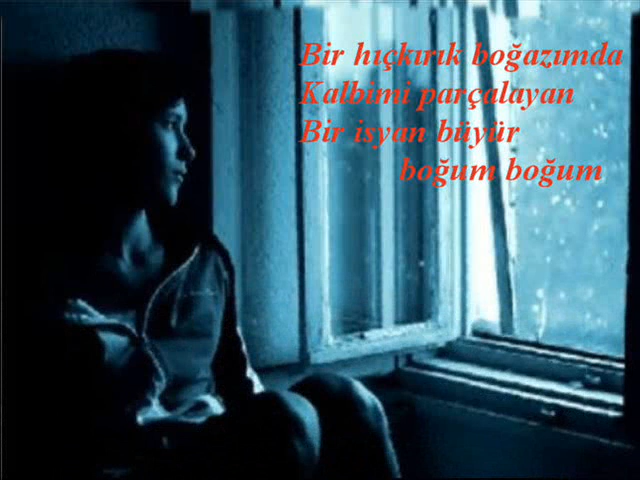 Bir hıçkırık boğazımda
Kalbimi parçalayan
Bir isyan büyür
boğum boğum